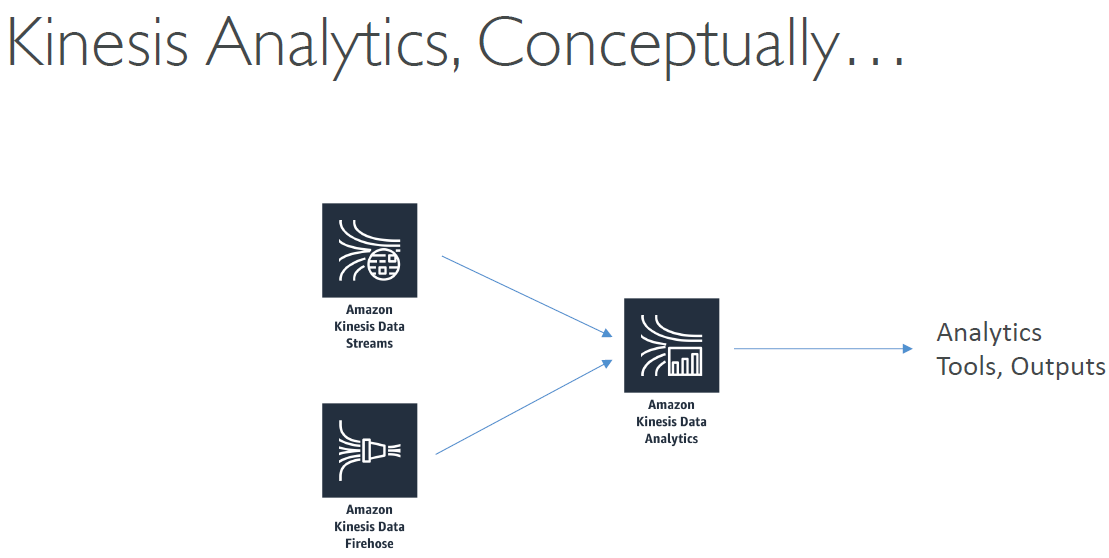 Kinesis Analytics, Conceptually…
Amazon
Kinesis Data
Streams
Amazon
Kinesis Data
Analytics
Analytics
Tools, Outputs
Amazon
Kinesis Data
Firehose